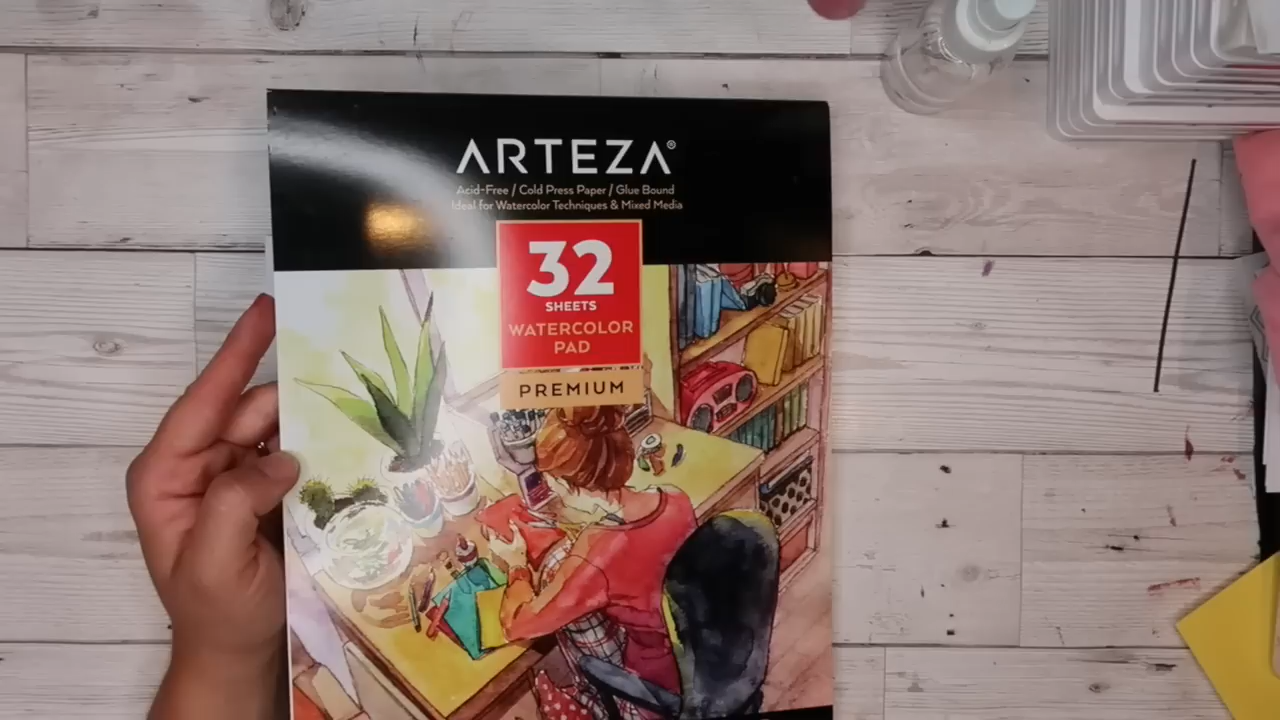 ARTEZA®
Acid-Free / Cold Press Paper / Glue Bound
Ideal for Watercolor Techniques & Mixed Media
32
SHEETS
WATERCOLOR
PAD
PREMIUM